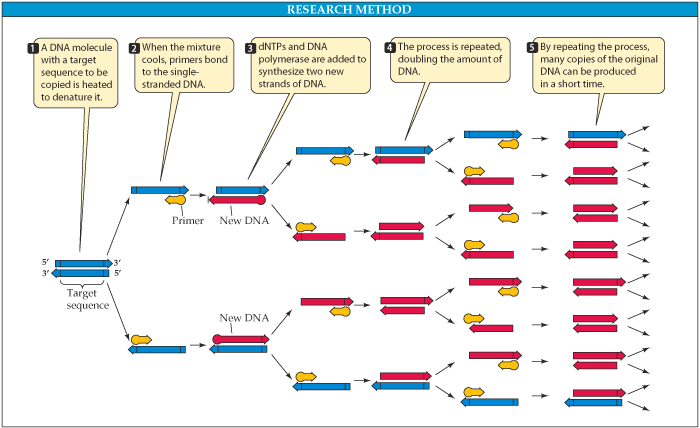 RESEARCH METHOD
1 A DNA molecule
with a target
sequence to be
copied is heated
to denature it.
2 When the mixture
cools, primers bond
to the single-
stranded DNA.
3 dNTPs and DNA
polymerase are added to
synthesize two new
strands of DNA.
4 The process is repeated,
doubling the amount of
DNA.
5 By repeating the process,
many copies of the original
DNA can be produced
in a short time.
Primer
New DNA
5′ 3′
3′ 5′
Target
sequence
New DNA